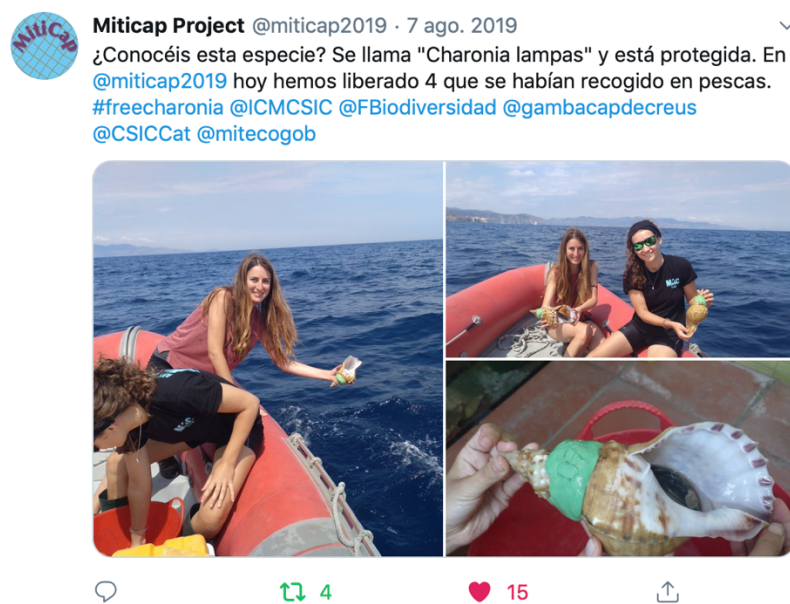 MitiCap
Miticap Project @miticap2019 · 7 ago. 2019
¿Conocéis esta especie? Se llama "Charonia lampas" y está protegida. En
@miticap2019 hoy hemos liberado 4 que se habían recogido en pescas.
#freecharonia @ICMCSIC @FBiodiversidad @gambacapdecreus
@CSICCat @mitecogob
4 15